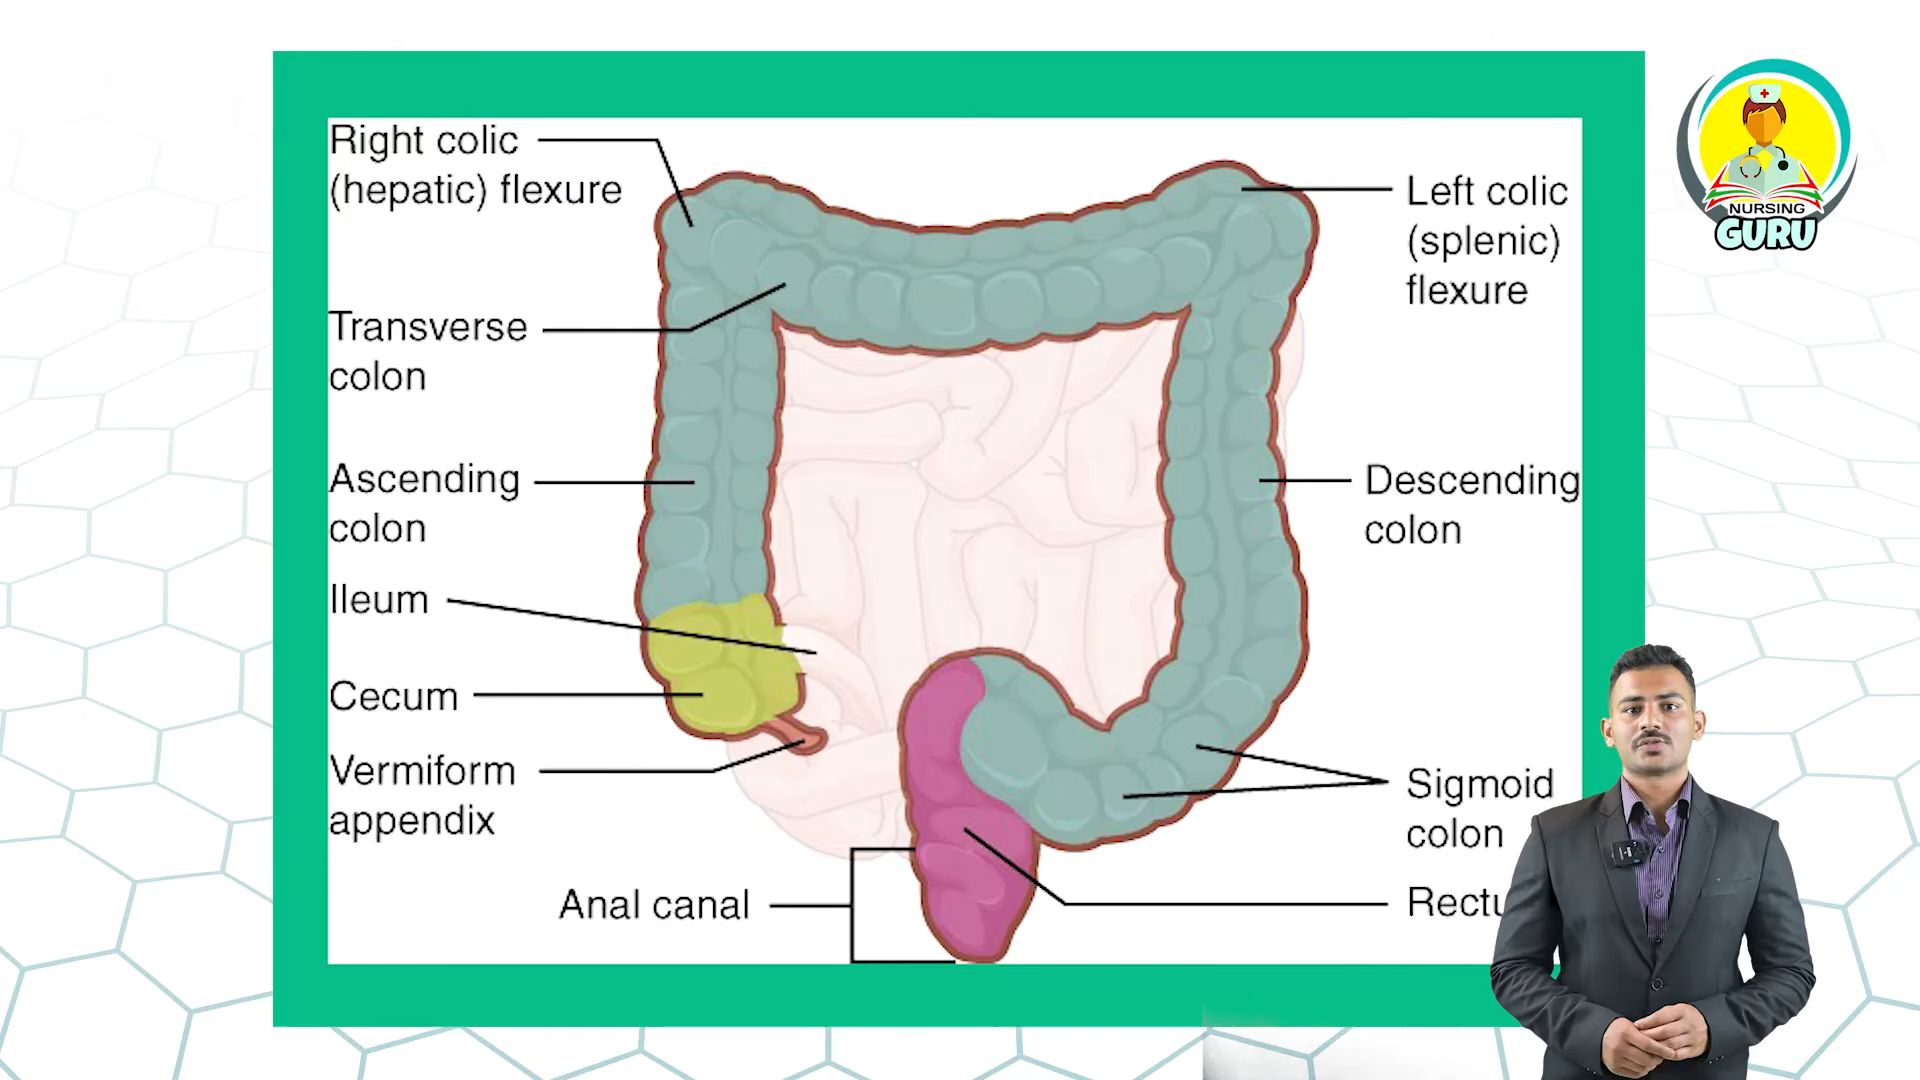 Right colic
(hepatic) flexure
Transverse
colon
Ascending
colon
Ileum
Cecum
Vermiform
appendix
Anal canal
Left colic
(splenic)
flexure
Descending
colon
Sigmoid
colon
NURSING
GURU